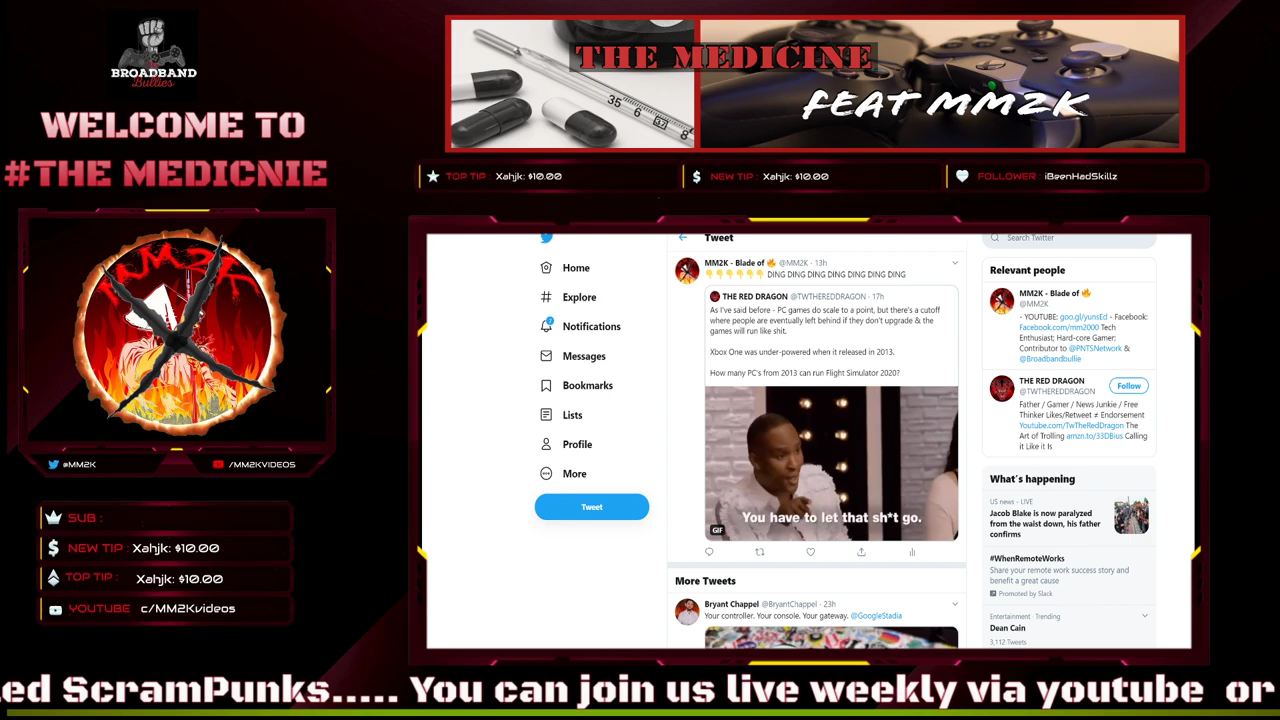 BROADBAND
Bullies
WELCOME TO
#THE MEDICNIE
THE MEDICINE
FEAT MM2K
35 6 37 8
TOP TIP : Xahjk: $10.00
NEW TIP : Xahjk: $10.00
FOLLOWER : iBeenHadSkillz
MM2K
@MM2K
/MM2KVIDEOS
SUB :
NEW TIP : Xahjk: $10.00
TOP TIP : Xahjk: $10.00
YOUTUBE c/MM2Kvideos
Home
Explore
Notifications
Messages
Bookmarks
Lists
Profile
More
Tweet
Tweet
MM2K - Blade of 🔥 @MM2K · 13h
👇👇👇👇👇👇 DING DING DING DING DING DING DING
THE RED DRAGON @TWTHEREDDRAGON · 17h
As I've said before - PC games do scale to a point, but there's a cutoff
where people are eventually left behind if they don't upgrade & the
games will run like shit.
Xbox One was under-powered when it released in 2013.
How many PC's from 2013 can run Flight Simulator 2020?
You have to let that sh*t go.
GIF
More Tweets
Bryant Chappel @BryantChappel · 23h
Your controller. Your console. Your gateway. @GoogleStadia
Search Twitter
Relevant people
MM2K - Blade of 🔥
@MM2K
- YOUTUBE: goo.gl/yunsEd - Facebook:
Facebook.com/mm2000 Tech
Enthusiast; Hard-core Gamer:
Contributor to @PNTSNetwork &
@Broadbandbullie
THE RED DRAGON
@TWTHEREDDRAGON
Follow
Father / Gamer / News Junkie / Free
Thinker Likes/Retweet ≠ Endorsement
Youtube.com/TwTheRedDragon The
Art of Trolling amzn.to/33DBius Calling
it Like it Is
What's happening
US news · LIVE
Jacob Blake is now paralyzed
from the waist down, his father
confirms
#WhenRemoteWorks
Share your remote work success story and
benefit a great cause
Promoted by Slack
Entertainment · Trending
Dean Cain
3,112 Tweets
ed ScramPunks..... You can join us live weekly via youtube or